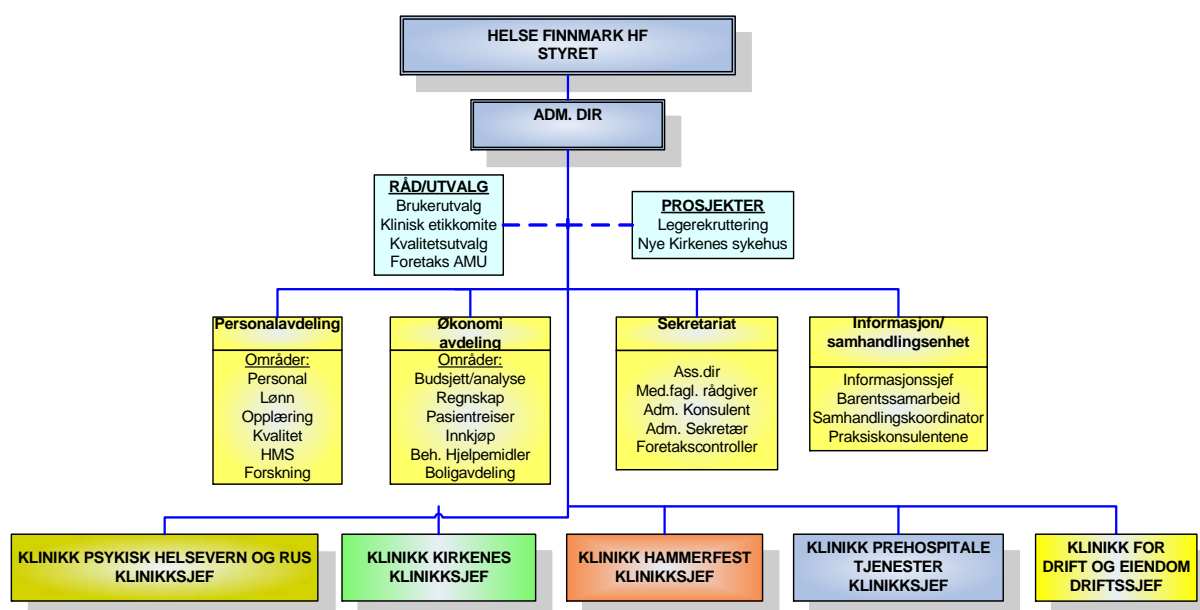 HELSE FINNMARK HF
STYRET
ADM. DIR
RÅD/UTVALG
Brukerutvalg
Klinisk etikkomite
Kvalitetsutvalg
Foretaks AMU
PROSJEKTER
Legerekruttering
Nye Kirkenes sykehus
Personalavdeling
Områder:
Personal
Lønn
Opplæring
Kvalitet
HMS
Forskning
Økonomi
avdeling
Områder:
Budsjett/analyse
Regnskap
Pasientreiser
Innkjøp
Beh. Hjelpemidler
Boligavdeling
Sekretariat
Ass.dir
Med.fagl. rådgiver
Adm. Konsulent
Adm. Sekretær
Foretakscontroller
Informasjon/
samhandlingsenhet
Informasjonssjef
Barentssamarbeid
Samhandlingskoordinator
Praksiskonsulentene
KLINIKK PSYKISK HELSEVERN OG RUS
KLINIKKSJEF
KLINIKK KIRKENES
KLINIKKSJEF
KLINIKK HAMMERFEST
KLINIKKSJEF
KLINIKK PREHOSPITALE
TJENESTER
KLINIKKSJEF
KLINIKK FOR
DRIFT OG EIENDOM
DRIFTSSJEF